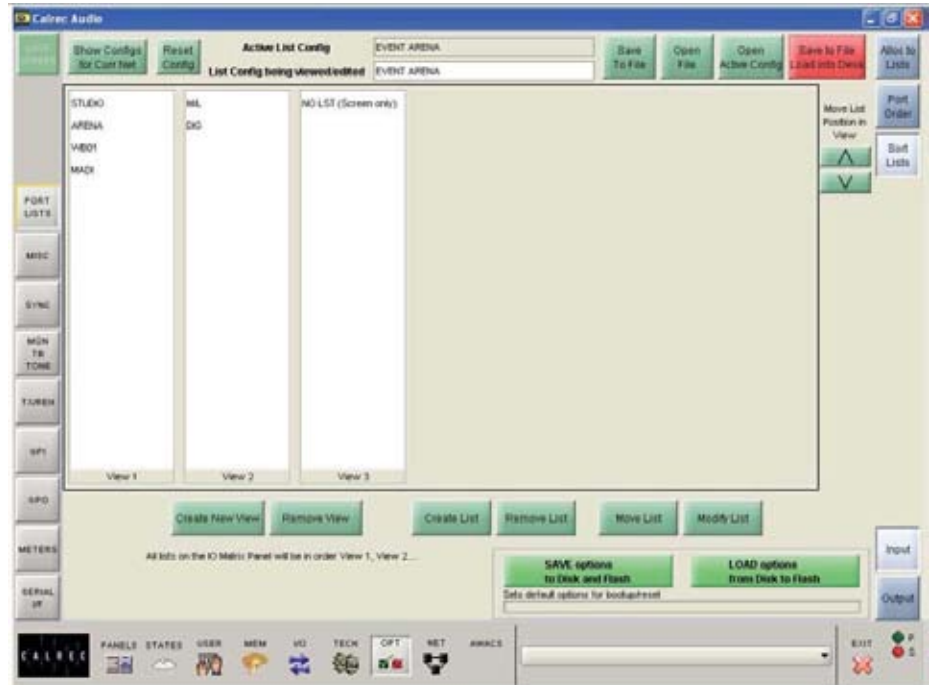 Calrec Audio
Show Configs for Curr Net
Reset Config
Active List Config
EVENT ARENA
List Config being viewed/edited
EVENT ARENA
Save To File
Open File
Open Active Config
Save to File Load into Desk
Alloc to Lists
Port Order
Sort Lists
Move List Position in View
STUDIO
ARENA
WB01
MADI
View 1
M/L
DIG
View 2
NO LST (Screen only)
View 3
PORT LISTS
MISC
SYNC
MON TB TONE
TX/REH
GPI
GPO
METERS
SERIAL I/F
Create New View
Remove View
Create List
Remove List
Move List
Modify List
All lists on the IO Matrix Panel will be in order View 1, View 2...
SAVE options to Disk and Flash
LOAD options from Disk to Flash
Sets default options for bootup/reset
Input
Output
CALREC
PANELS
STATES
USER
MEM
I/O
TECH
OPT
NET
AWACS
EXIT
P
S